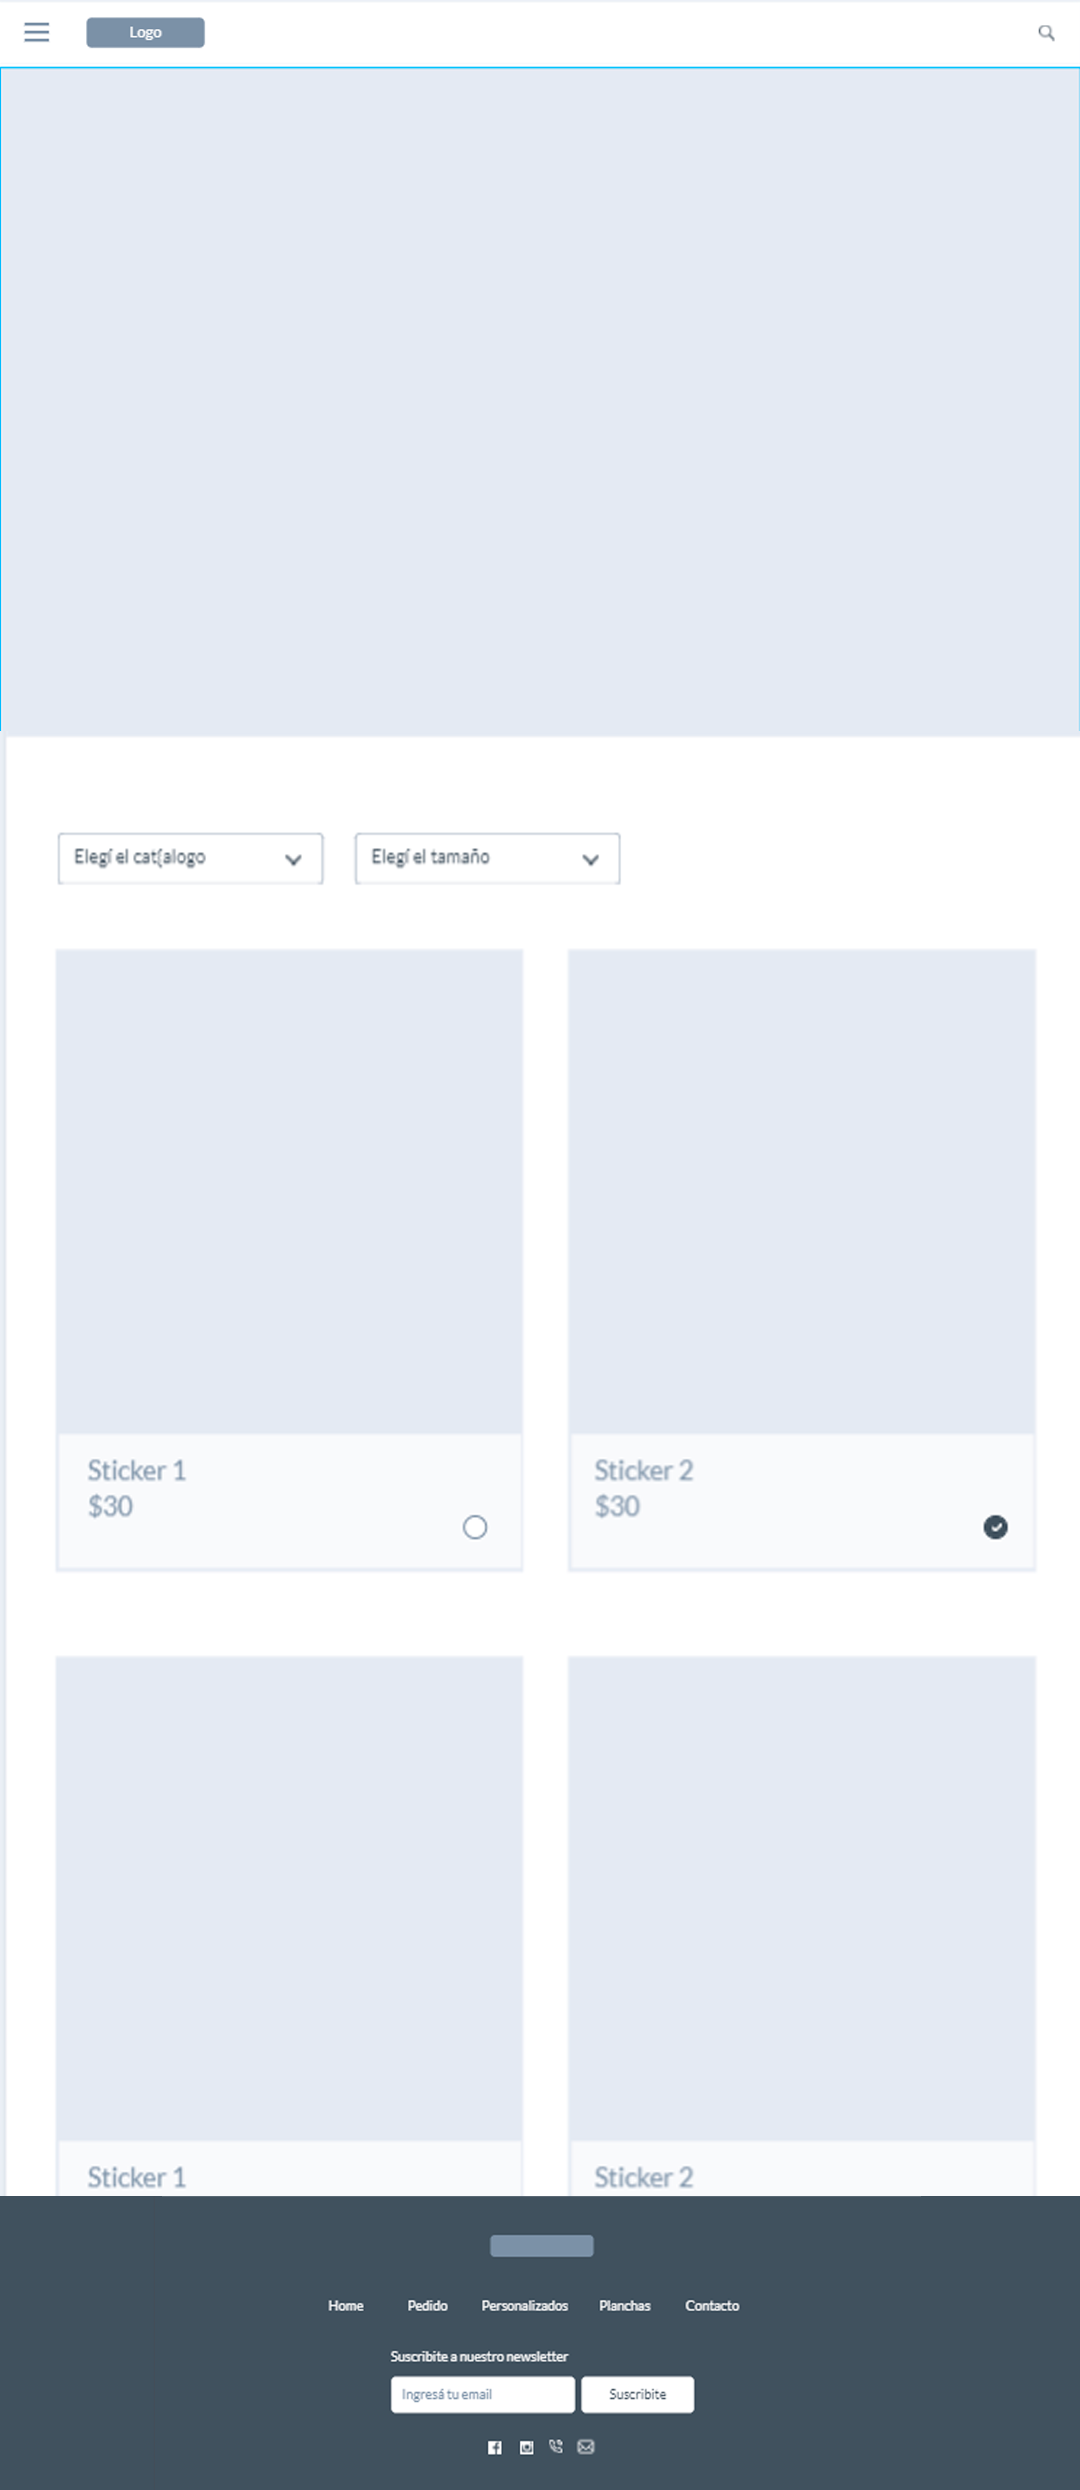 Logo
Elegí el cat(alogo
Elegí el tamaño
Sticker 1
$30
Sticker 2
$30
Sticker 1
Sticker 2
Home Pedido Personalizados Planchas Contacto
Suscribite a nuestro newsletter
Ingresá tu email
Suscribite